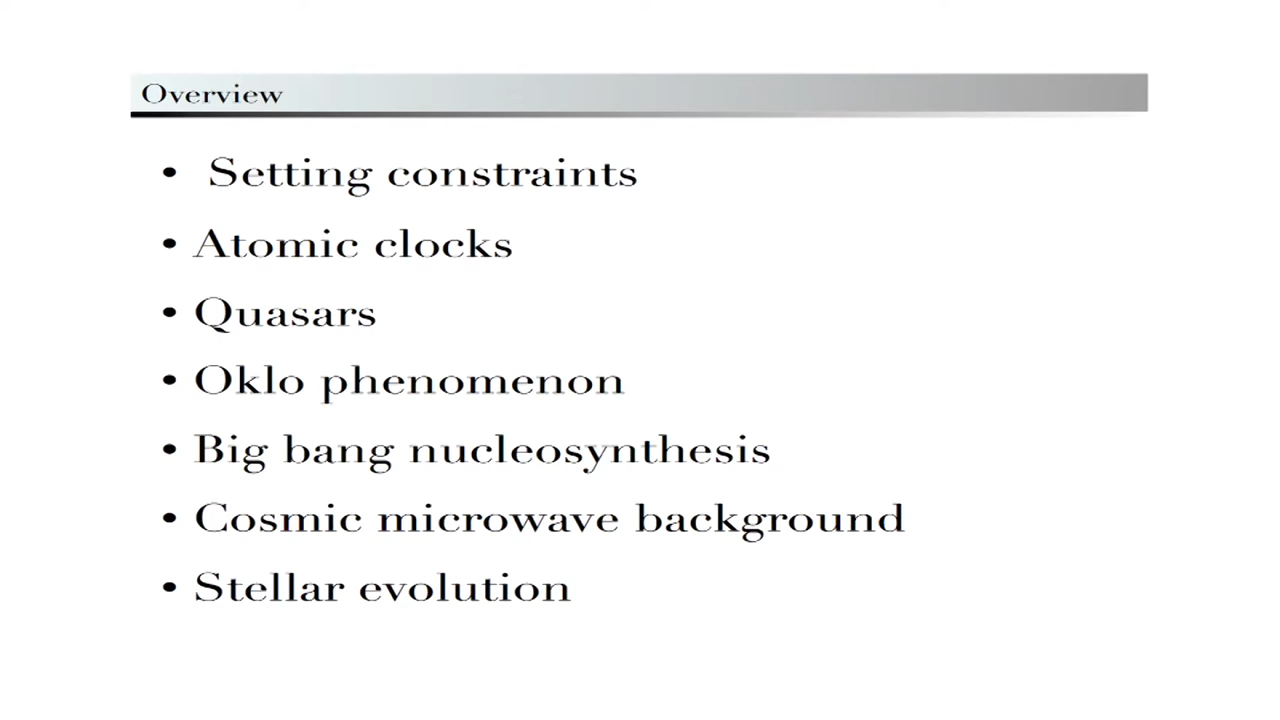 Overview
• Setting constraints
• Atomic clocks
• Quasars
• Oklo phenomenon
• Big bang nucleosynthesis
• Cosmic microwave background
• Stellar evolution